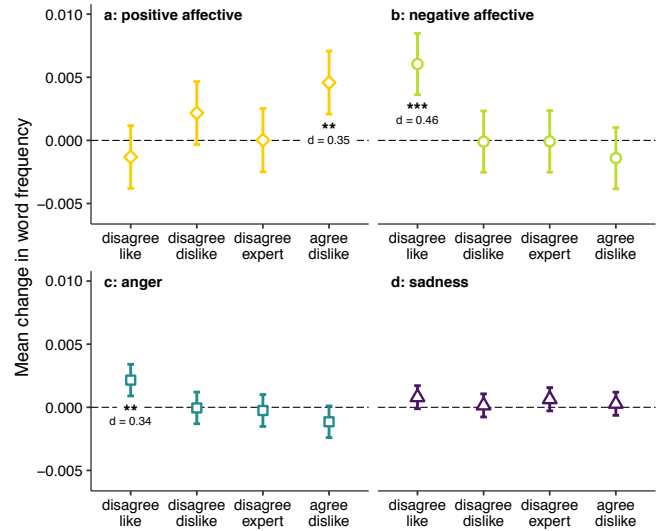 Mean change in word frequency
a: positive affective
b: negative affective
0.010
0.005
0.000
−0.005
**
d = 0.35
***
d = 0.46
disagree disagree disagree agree
like dislike expert dislike
disagree disagree disagree agree
like dislike expert dislike
c: anger
d: sadness
0.010
0.005
0.000
−0.005
**
d = 0.34
disagree disagree disagree agree
like dislike expert dislike
disagree disagree disagree agree
like dislike expert dislike